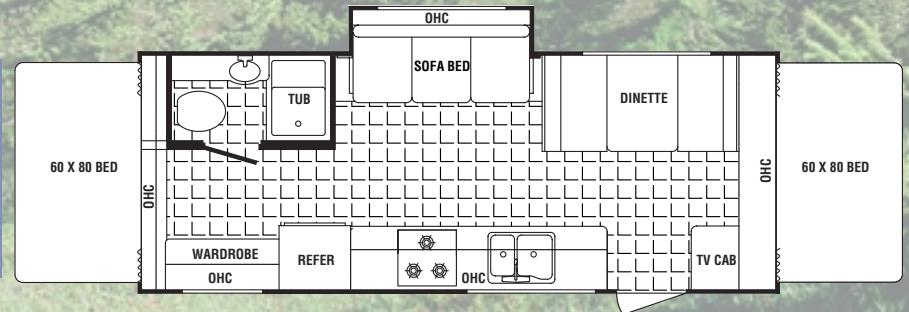 OHC
SOFA BED
TUB
DINETTE
60 X 80 BED
OHC
OHC
60 X 80 BED
WARDROBE
OHC
REFER
OHC
TV CAB